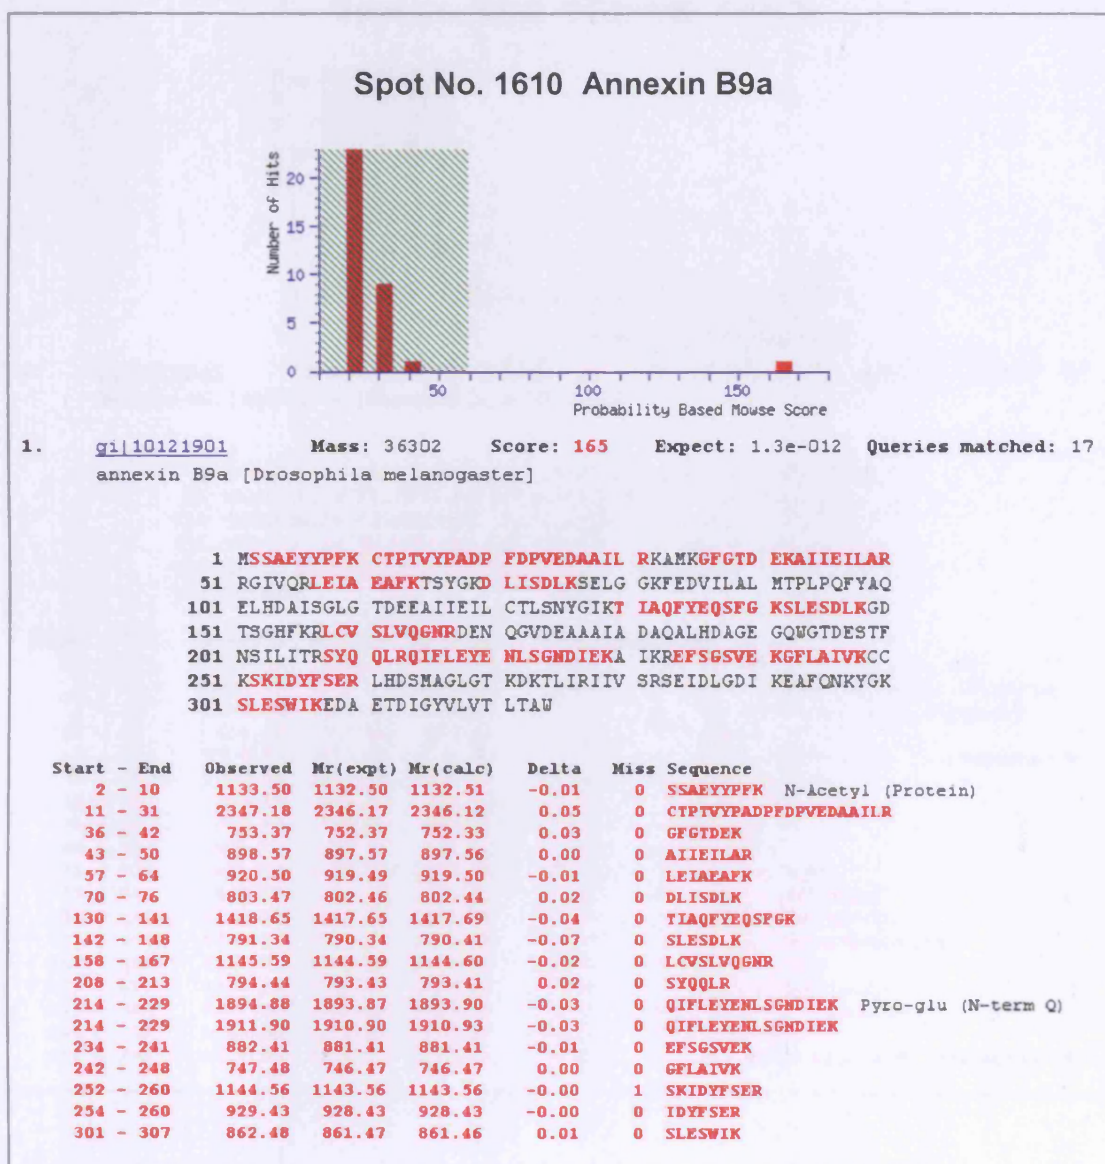 Spot No. 1610 Annexin B9a
Number of Hits
20
15
10
5
0
50 100 150
Probability Based Mowse Score
1. gi|10121901 Mass: 36302 Score: 165 Expect: 1.3e-012 Queries matched: 17
annexin B9a [Drosophila melanogaster]
1 MSSAEYYPFK CTPTVYPADP FDPVEDAAIL RKAMKGFGTD EKAIIEILAR
51 RGIVQRLEIA EAFKTSYGKD LISDLKSELG GKFEDVILAL MTPLPQFYAQ
101 ELHDAISGLG TDEEAIIEIL CTLSNYGIKT IAQFYEQSFG KSLESDLKGD
151 TSGHFKRLCV SLVQGNRDEN QGVDEAAAIA DAQALHDAGE GQWGTDESTF
201 NSILITRSYQ QLRQIFLEYE NLSGNDIEKA IKREFSGSVE KGFLAIVKCC
251 KSKIDYFSER LHDSMAGLGT KDKTLIRIIV SRSEIDLGDI KEAFQNKYGK
301 SLESWIKEDA ETDIGYVLVT LTAW
Start - End Observed Mr(expt) Mr(calc) Delta Miss Sequence
2 - 10 1133.50 1132.50 1132.51 -0.01 0 SSAEYYPFK N-Acetyl (Protein)
11 - 31 2347.18 2346.17 2346.12 0.05 0 CTPTVYPADPFDPVEDAAILR
36 - 42 753.37 752.37 752.33 0.03 0 GFGTDEK
43 - 50 898.57 897.57 897.56 0.00 0 AIIEILAR
57 - 64 920.50 919.49 919.50 -0.01 0 LEIAEAFK
70 - 76 803.47 802.46 802.44 0.02 0 DLISDLK
130 - 141 1418.65 1417.65 1417.69 -0.04 0 TIAQFYEQSFGK
142 - 148 791.34 790.34 790.41 -0.07 0 SLESDLK
158 - 167 1145.59 1144.59 1144.60 -0.02 0 LCVSLVQGNR
208 - 213 794.44 793.43 793.41 0.02 0 SYQQLR
214 - 229 1894.88 1893.87 1893.90 -0.03 0 QIFLEYENLSGNDIEK Pyro-glu (N-term Q)
214 - 229 1911.90 1910.90 1910.93 -0.03 0 QIFLEYENLSGNDIEK
234 - 241 882.41 881.41 881.41 -0.01 0 EFSGSVEK
242 - 248 747.48 746.47 746.47 0.00 0 GFLAIVK
252 - 260 1144.56 1143.56 1143.56 -0.00 1 SKIDYFSER
254 - 260 929.43 928.43 928.43 -0.00 0 IDYFSER
301 - 307 862.48 861.47 861.46 0.01 0 SLESWIK